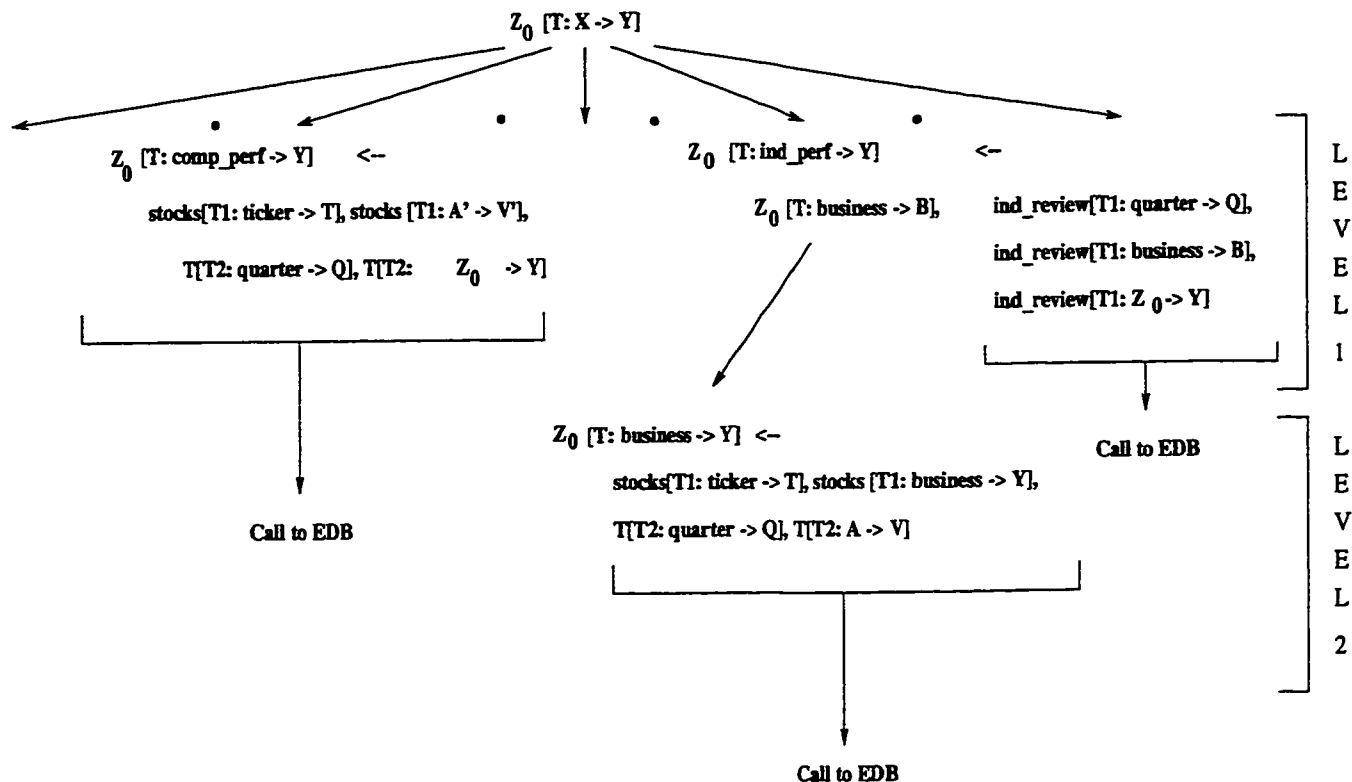 Z0 [T: X -> Y]
Z0 [T: comp_perf -> Y] <--
stocks[T1: ticker -> T], stocks [T1: A' -> V'],
T[T2: quarter -> Q], T[T2: Z0 -> Y]
Call to EDB
Z0 [T: ind_perf -> Y] <--
Z0 [T: business -> B],
ind_review[T1: quarter -> Q],
ind_review[T1: business -> B],
ind_review[T1: Z0 -> Y]
Call to EDB
LEVEL 1
Z0 [T: business -> Y] <--
stocks[T1: ticker -> T], stocks [T1: business -> Y],
T[T2: quarter -> Q], T[T2: A -> V]
Call to EDB
LEVEL 2